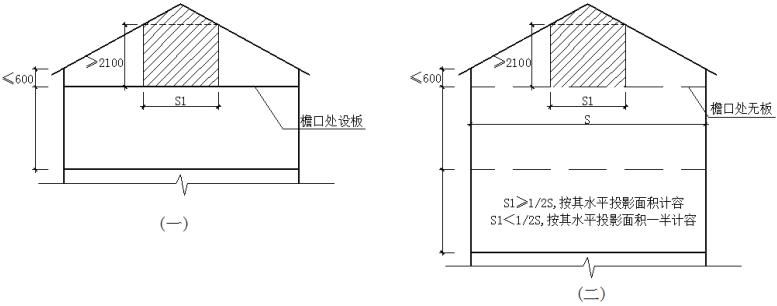 ≥2100
≤600
S1
檐口处设板
(一)
≥2100
≤600
S1
檐口处无板
S
S1≥1/2S,按其水平投影面积计容
S1<1/2S,按其水平投影面积一半计容
(二)